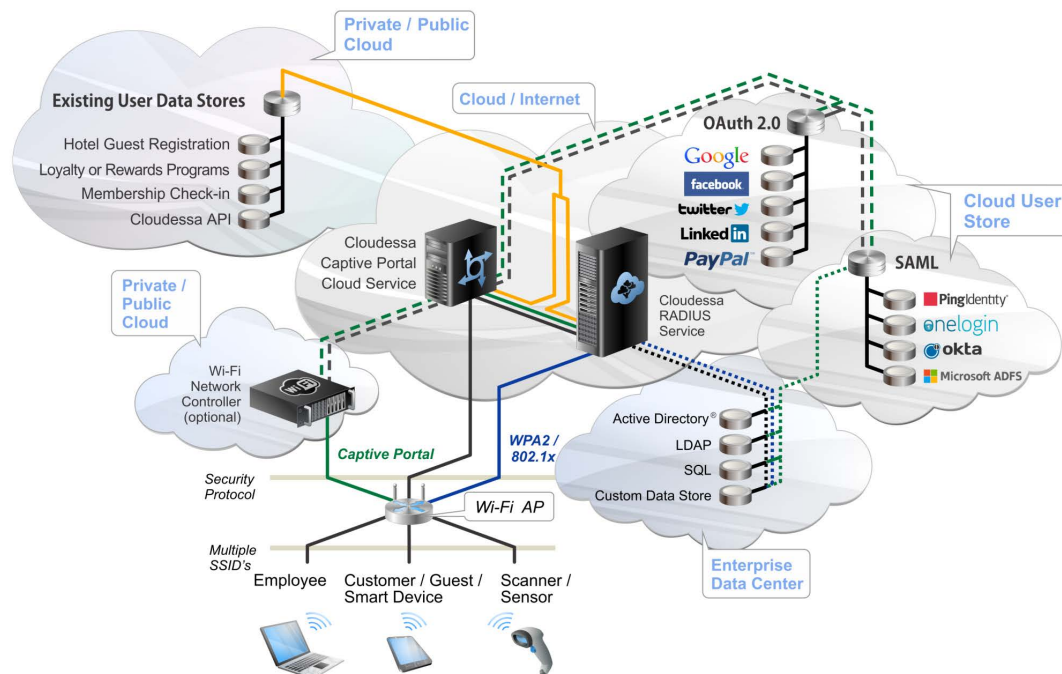 Private / Public
Cloud
Existing User Data Stores
Hotel Guest Registration
Loyalty or Rewards Programs
Membership Check-in
Cloudessa API
Cloud / Internet
OAuth 2.0
Google
facebook
twitter
Linked in
PayPal™
Cloud User
Store
SAML
PingIdentity®
onelogin
okta
Microsoft ADFS
Cloudessa
Captive Portal
Cloud Service
Cloudessa
RADIUS
Service
Private /
Public
Cloud
Wi-Fi
Network
Controller
(optional)
Wi Fi
Captive Portal
WPA2 /
802.1x
Active Directory®
LDAP
SQL
Custom Data Store
Enterprise
Data Center
Security
Protocol
Wi-Fi AP
Multiple
SSID's
Employee
Customer / Guest /
Smart Device
Scanner /
Sensor